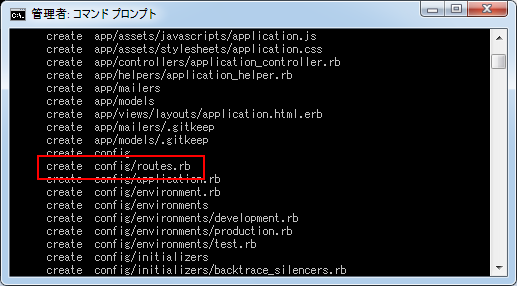 管理者: コマンド プロンプト
create app/assets/javascripts/application.js
create app/assets/stylesheets/application.css
create app/controllers/application_controller.rb
create app/helpers/application_helper.rb
create app/mailers
create app/models
create app/views/layouts/application.html.erb
create app/mailers/.gitkeep
create app/models/.gitkeep
create config
create config/routes.rb
create config/application.rb
create config/environment.rb
create config/environments
create config/environments/development.rb
create config/environments/production.rb
create config/environments/test.rb
create config/initializers
create config/initializers/backtrace_silencers.rb